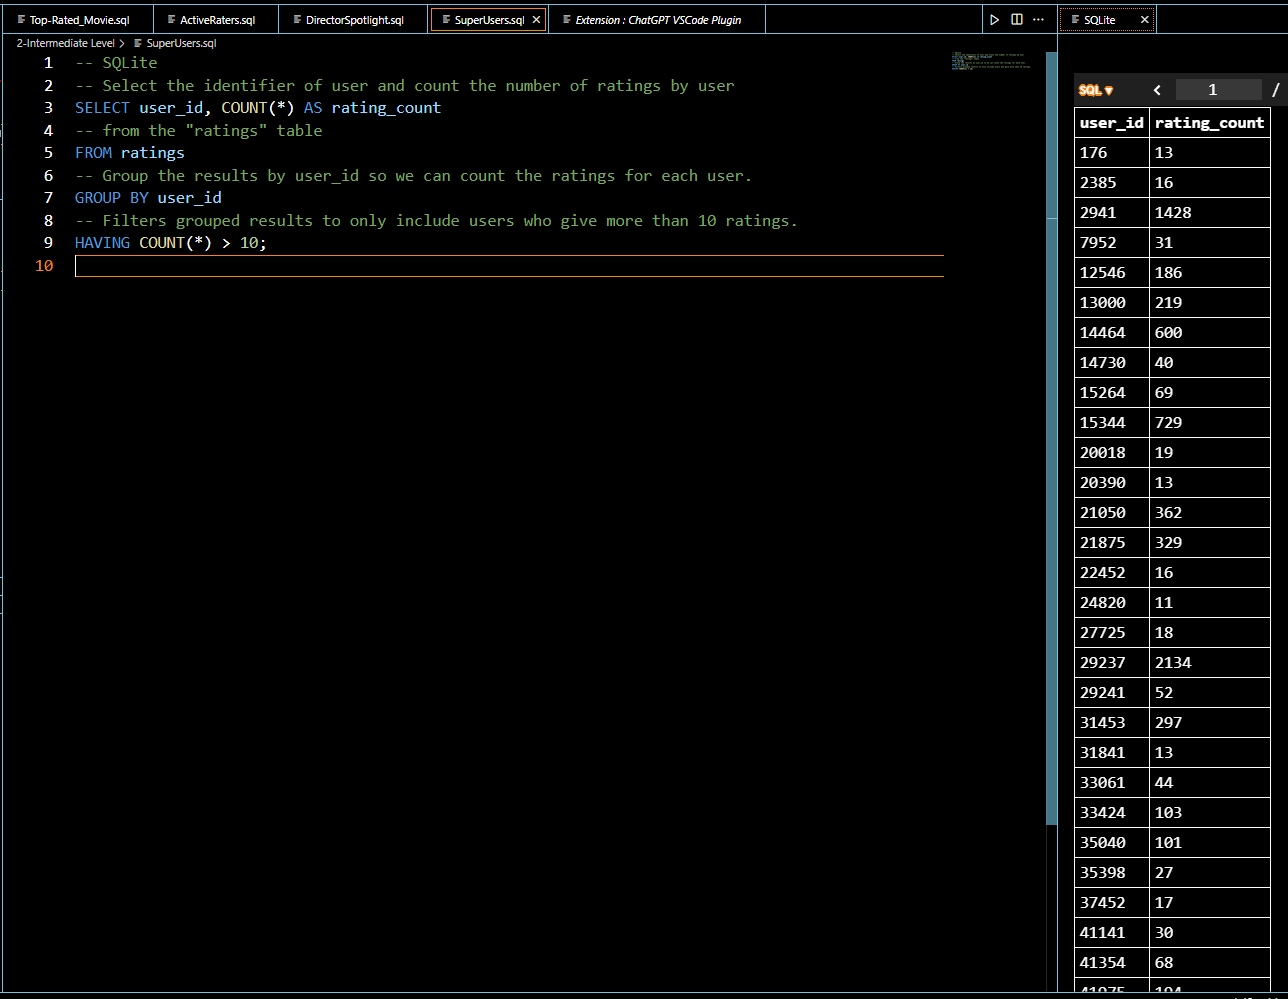 Top-Rated_Movie.sql ActiveRaters.sql DirectorSpotlight.sql SuperUsers.sql Extension : ChatGPT VSCode Plugin SQLite
2-Intermediate Level > SuperUsers.sql
1 -- SQLite
2 -- Select the identifier of user and count the number of ratings by user
3 SELECT user_id, COUNT(*) AS rating_count
4 -- from the "ratings" table
5 FROM ratings
6 -- Group the results by user_id so we can count the ratings for each user.
7 GROUP BY user_id
8 -- Filters grouped results to only include users who give more than 10 ratings.
9 HAVING COUNT(*) > 10;
10
SQL ▼ < 1 /
user_id rating_count
176 13
2385 16
2941 1428
7952 31
12546 186
13000 219
14464 600
14730 40
15264 69
15344 729
20018 19
20390 13
21050 362
21875 329
22452 16
24820 11
27725 18
29237 2134
29241 52
31453 297
31841 13
33061 44
33424 103
35040 101
35398 27
37452 17
41141 30
41354 68